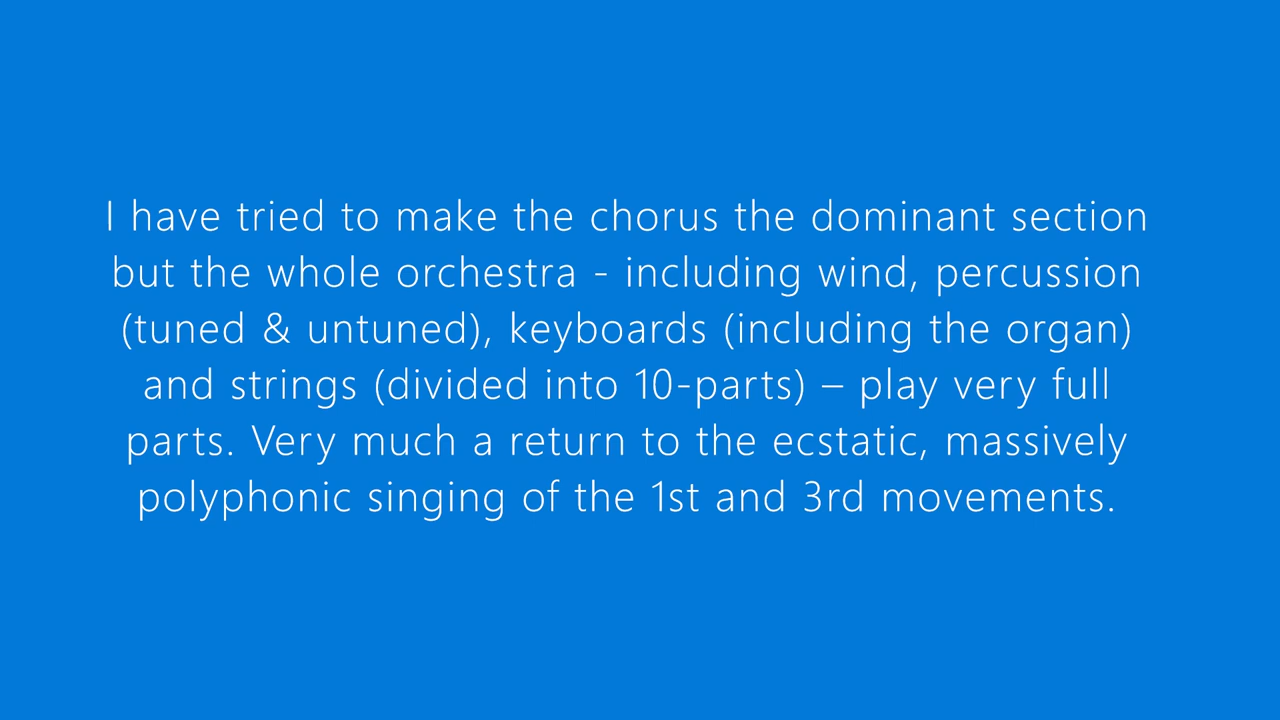 I have tried to make the chorus the dominant section
but the whole orchestra - including wind, percussion
(tuned & untuned), keyboards (including the organ)
and strings (divided into 10-parts) – play very full
parts. Very much a return to the ecstatic, massively
polyphonic singing of the 1st and 3rd movements.